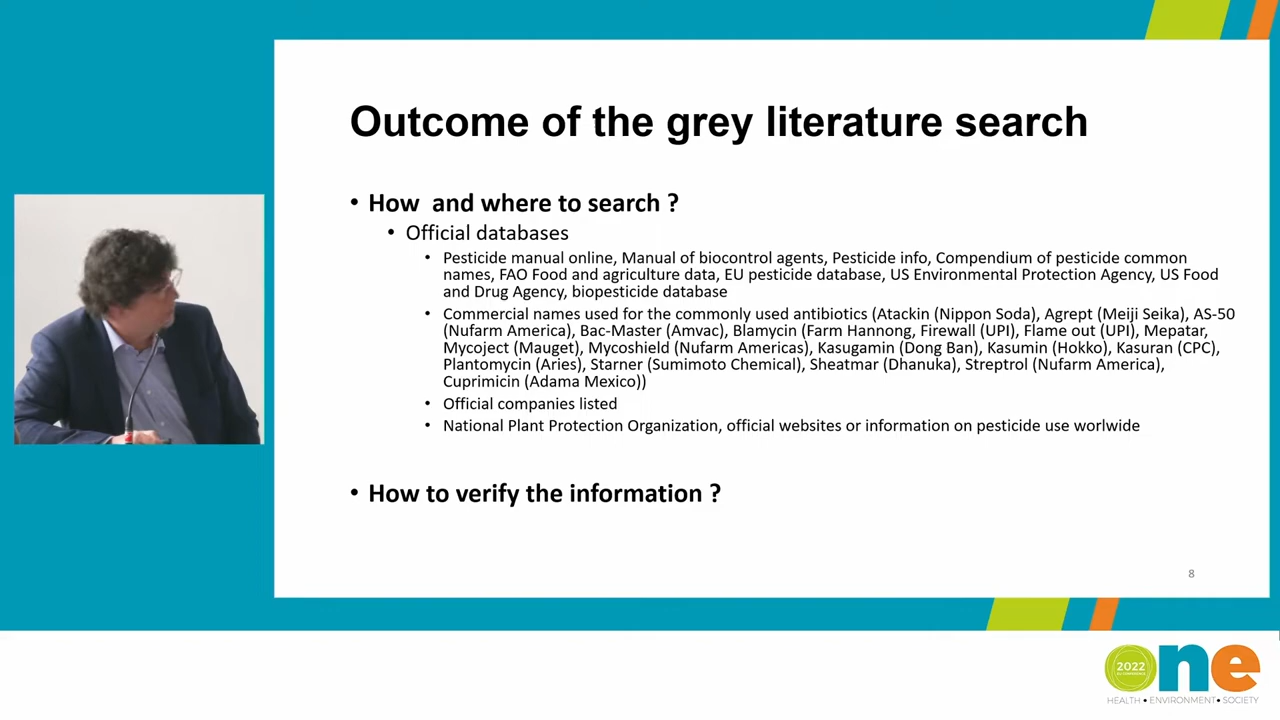 Outcome of the grey literature search
• How and where to search ?
• Official databases
• Pesticide manual online, Manual of biocontrol agents, Pesticide info, Compendium of pesticide common
names, FAO Food and agriculture data, EU pesticide database, US Environmental Protection Agency, US Food
and Drug Agency, biopesticide database
• Commercial names used for the commonly used antibiotics (Atackin (Nippon Soda), Agrept (Meiji Seika), AS-50
(Nufarm America), Bac-Master (Amvac), Blamycin (Farm Hannong, Firewall (UPI), Flame out (UPI), Mepatar,
Mycoject (Mauget), Mycoshield (Nufarm Americas), Kasugamin (Dong Ban), Kasumin (Hokko), Kasuran (CPC),
Plantomycin (Aries), Starner (Sumimoto Chemical), Sheatmar (Dhanuka), Streptrol (Nufarm America),
Cuprimicin (Adama Mexico))
• Official companies listed
• National Plant Protection Organization, official websites or information on pesticide use worlwide
• How to verify the information ?
8
2022
one
HEALTH • ENVIRONMENT • SOCIETY